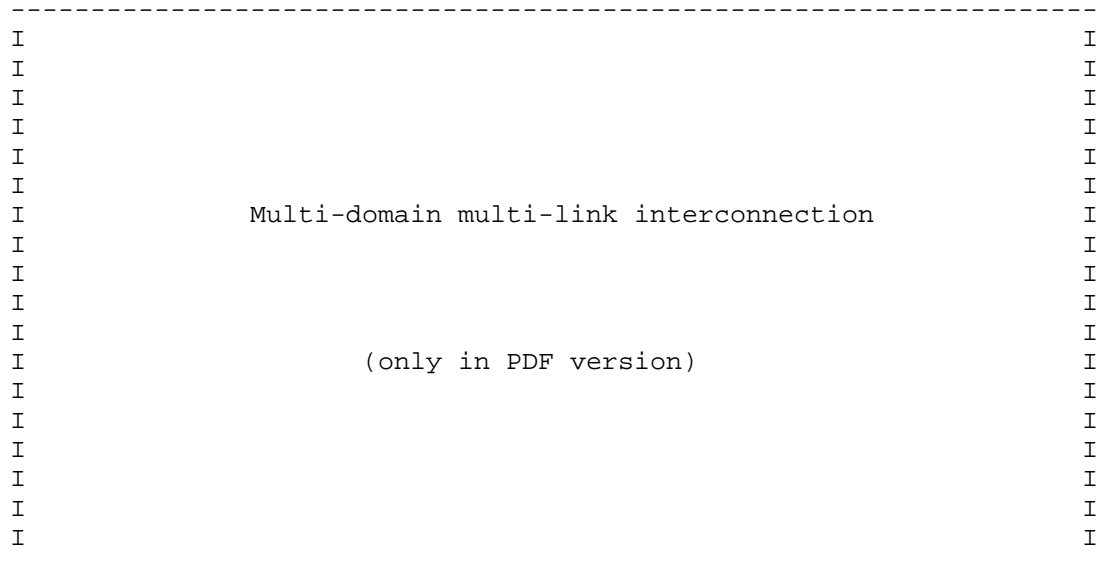 --------------------------------------------------------------------
I                                                                  I
I                                                                  I
I                                                                  I
I                                                                  I
I                                                                  I
I                                                                  I
I              Multi-domain multi-link interconnection             I
I                                                                  I
I                                                                  I
I                                                                  I
I                                                                  I
I                     (only in PDF version)                        I
I                                                                  I
I                                                                  I
I                                                                  I
I                                                                  I
I                                                                  I
I                                                                  I